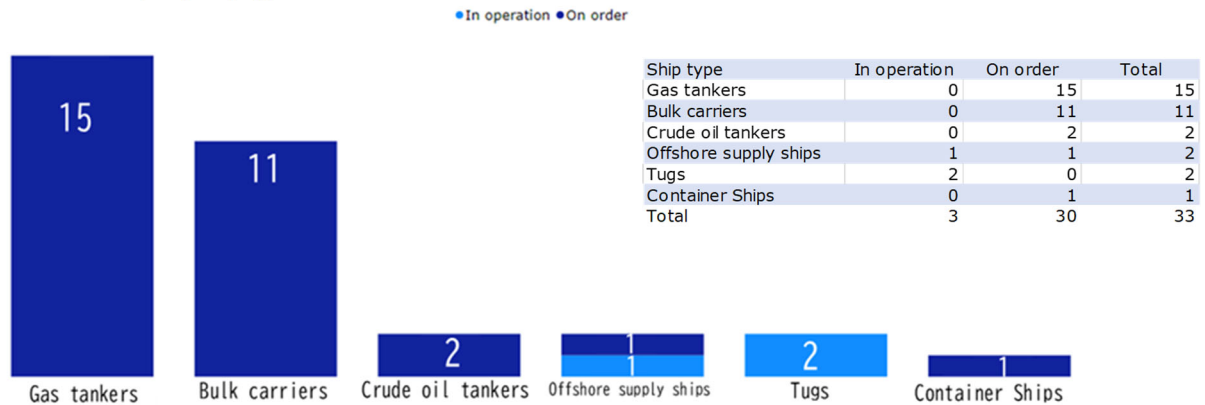 In operation On order
Ship type In operation On order Total
Gas tankers 0 15 15
Bulk carriers 0 11 11
Crude oil tankers 0 2 2
Offshore supply ships 1 1 2
Tugs 2 0 2
Container Ships 0 1 1
Total 3 30 33
15
11
2
1
1
2
1
Gas tankers
Bulk carriers
Crude oil tankers
Offshore supply ships
Tugs
Container Ships